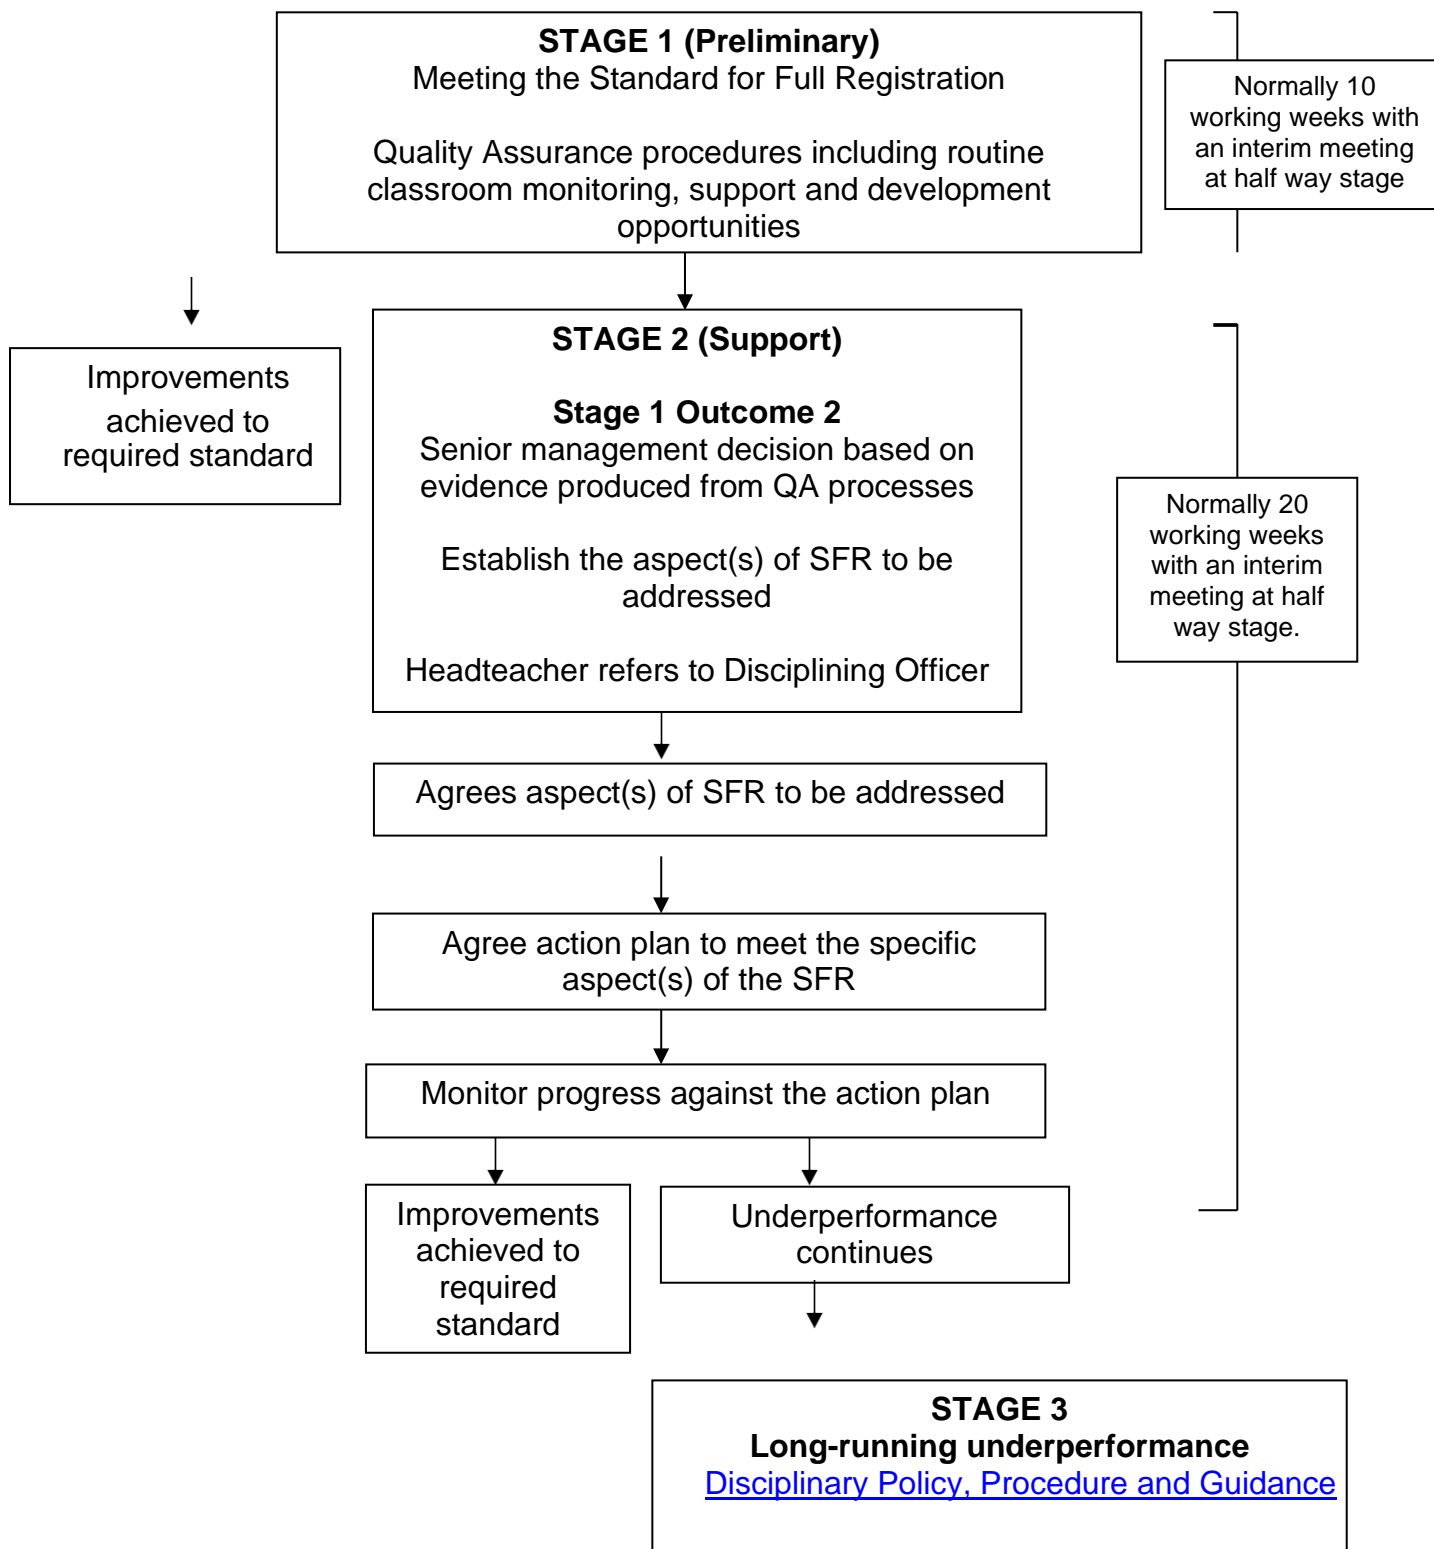 STAGE 1 (Preliminary)
Meeting the Standard for Full Registration
Quality Assurance procedures including routine
classroom monitoring, support and development
opportunities
Normally 10
working weeks with
an interim meeting
at half way stage
Improvements
achieved to
required standard
STAGE 2 (Support)
Stage 1 Outcome 2
Senior management decision based on
evidence produced from QA processes
Establish the aspect(s) of SFR to be
addressed
Headteacher refers to Disciplining Officer
Normally 20
working weeks
with an interim
meeting at half
way stage.
Agrees aspect(s) of SFR to be addressed
Agree action plan to meet the specific
aspect(s) of the SFR
Monitor progress against the action plan
Improvements
achieved to
required
standard
Underperformance
continues
STAGE 3
Long-running underperformance
Disciplinary Policy, Procedure and Guidance